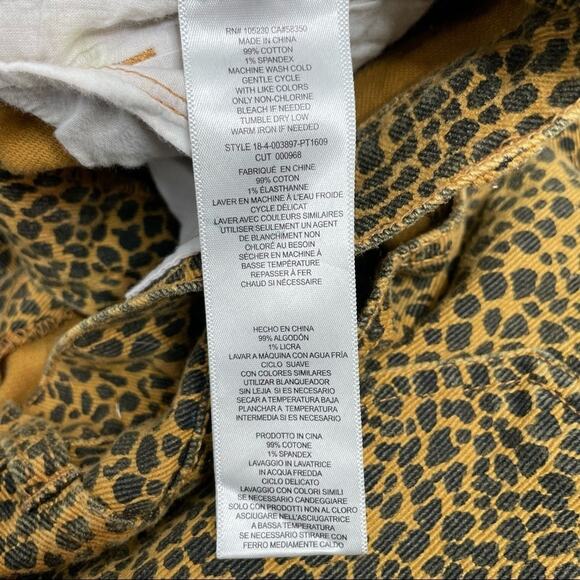 RN# 105230 CA#58350
MADE IN CHINA
99% COTTON
1% SPANDEX
MACHINE WASH COLD
GENTLE CYCLE
WITH LIKE COLORS
ONLY NON-CHLORINE
BLEACH IF NEEDED
TUMBLE DRY LOW
WARM IRON IF NEEDED
STYLE 18-4-003897-PT1609
CUT 000968
FABRIQUÉ EN CHINE
99% COTON
1% ÉLASTHANNE
LAVER EN MACHINE À L'EAU FROIDE
CYCLE DÉLICAT
LAVER AVEC COULEURS SIMILAIRES
UTILISER SEULEMENT UN AGENT
DE BLANCHIMENT NON
CHLORÉ AU BESOIN
SÉCHER EN MACHINE À
BASSE TEMPÉRATURE
REPASSER À FER
CHAUD SI NÉCESSAIRE
HECHO EN CHINA
99% ALGODÓN
1% LICRA
LAVAR A MÁQUINA CON AGUA FRÍA
CICLO SUAVE
CON COLORES SIMILARES
UTILIZAR BLANQUEADOR
SIN LEJIA SI ES NECESARIO
SECAR A TEMPERATURA BAJA
PLANCHAR A TEMPERATURA
INTERMEDIA SI ES NECESARIO
PRODOTTO IN CINA
99% COTONE
1% SPANDEX
LAVAGGIO IN LAVATRICE
IN ACQUA FREDDA
CICLO DELICATO
LAVAGGIO CON COLORI SIMILI
SE NECESARIO CANDEGGIARE
SOLO CON PRODOTTI NON AL CLORO
ASCIUGARE NELL'ASCIUGATRICE
A BASSA TEMPERATURA
SE NECESSARIO STIRARE CON
FERRO MEDIAMENTE CALDO